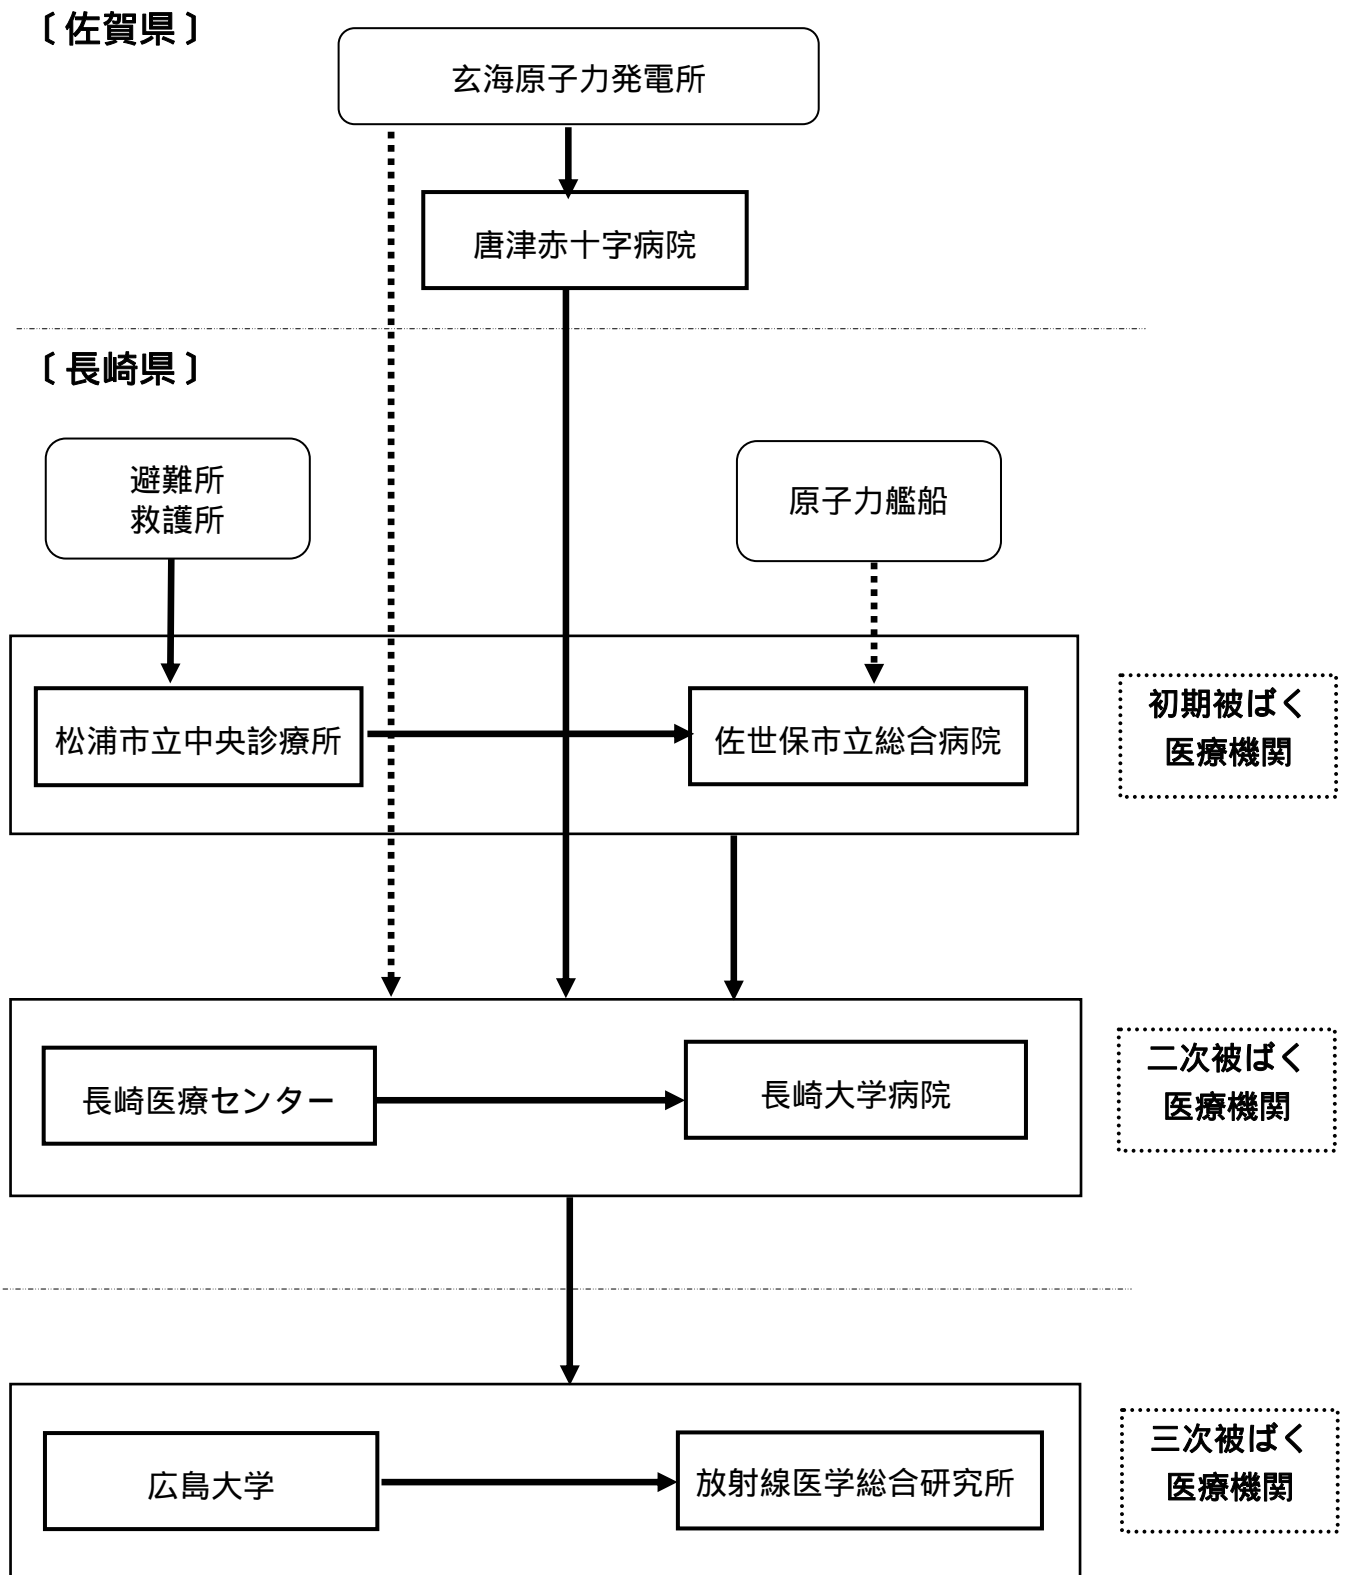 〔佐賀県〕
玄海原子力発電所
唐津赤十字病院
〔長崎県〕
避難所
救護所
原子力艦船
松浦市立中央診療所
佐世保市立総合病院
初期被ばく
医療機関
長崎医療センター
長崎大学病院
二次被ばく
医療機関
広島大学
放射線医学総合研究所
三次被ばく
医療機関